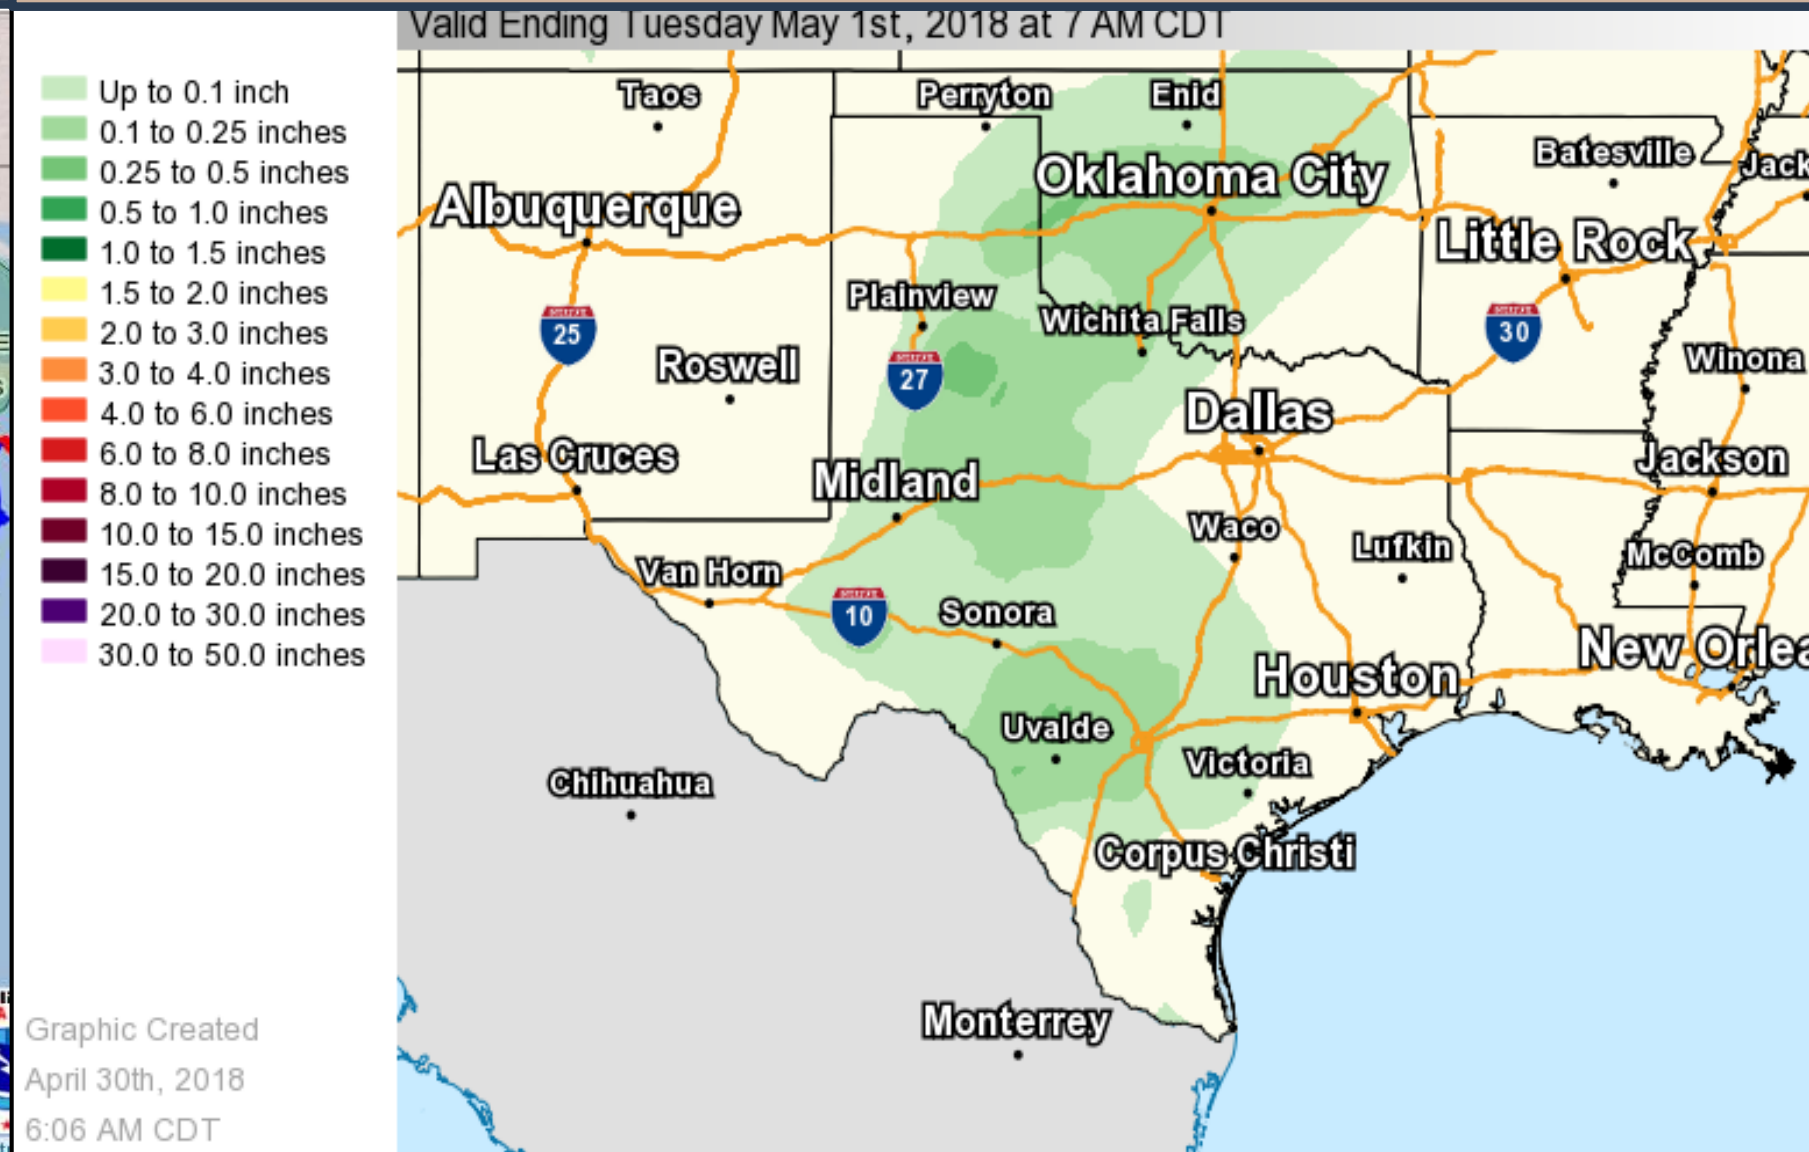 Valid Ending Tuesday May 1st, 2018 at 7 AM CDT
Up to 0.1 inch
0.1 to 0.25 inches
0.25 to 0.5 inches
0.5 to 1.0 inches
1.0 to 1.5 inches
1.5 to 2.0 inches
2.0 to 3.0 inches
3.0 to 4.0 inches
4.0 to 6.0 inches
6.0 to 8.0 inches
8.0 to 10.0 inches
10.0 to 15.0 inches
15.0 to 20.0 inches
20.0 to 30.0 inches
30.0 to 50.0 inches
Graphic Created
April 30th, 2018
6:06 AM CDT
Taos
Perryton
Enid
Batesville
Jack
Oklahoma City
Albuquerque
Little Rock
Plainview
Wichita Falls
25
30
Roswell
27
Winona
Dallas
Las Cruces
Midland
Jackson
Waco
Lufkin
McComb
Van Horn
10
Sonora
New Orlea
Houston
Uvalde
Victoria
Chihuahua
Corpus Christi
Monterrey